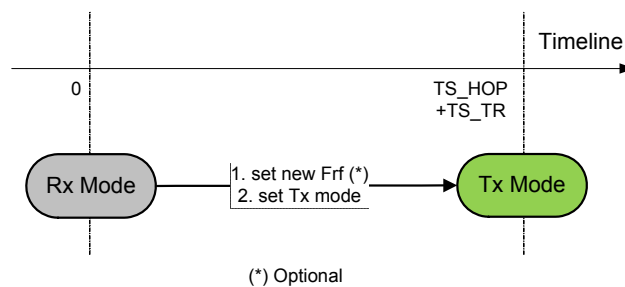 Timeline
0
TS_HOP
+TS_TR
Rx Mode
1. set new Frf (*)
2. set Tx mode
Tx Mode
(*) Optional